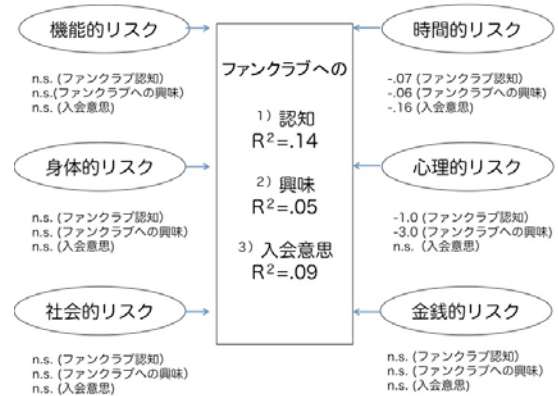 機能的リスク
n.s. (ファンクラブ認知)
n.s.(ファンクラブへの興味)
n.s. (入会意思)
身体的リスク
n.s. (ファンクラブ認知)
n.s. (ファンクラブへの興味)
n.s. (入会意思)
社会的リスク
n.s. (ファンクラブ認知)
n.s. (ファンクラブへの興味)
n.s. (入会意思)
ファンクラブへの
1) 認知
R²=.14
2) 興味
R²=.05
3) 入会意思
R²=.09
時間的リスク
-.07 (ファンクラブ認知)
-.06 (ファンクラブへの興味)
-.16 (入会意思)
心理的リスク
-1.0 (ファンクラブ認知)
-3.0 (ファンクラブへの興味)
n.s. (入会意思)
金銭的リスク
n.s. (ファンクラブ認知)
n.s. (ファンクラブへの興味)
n.s. (入会意思)